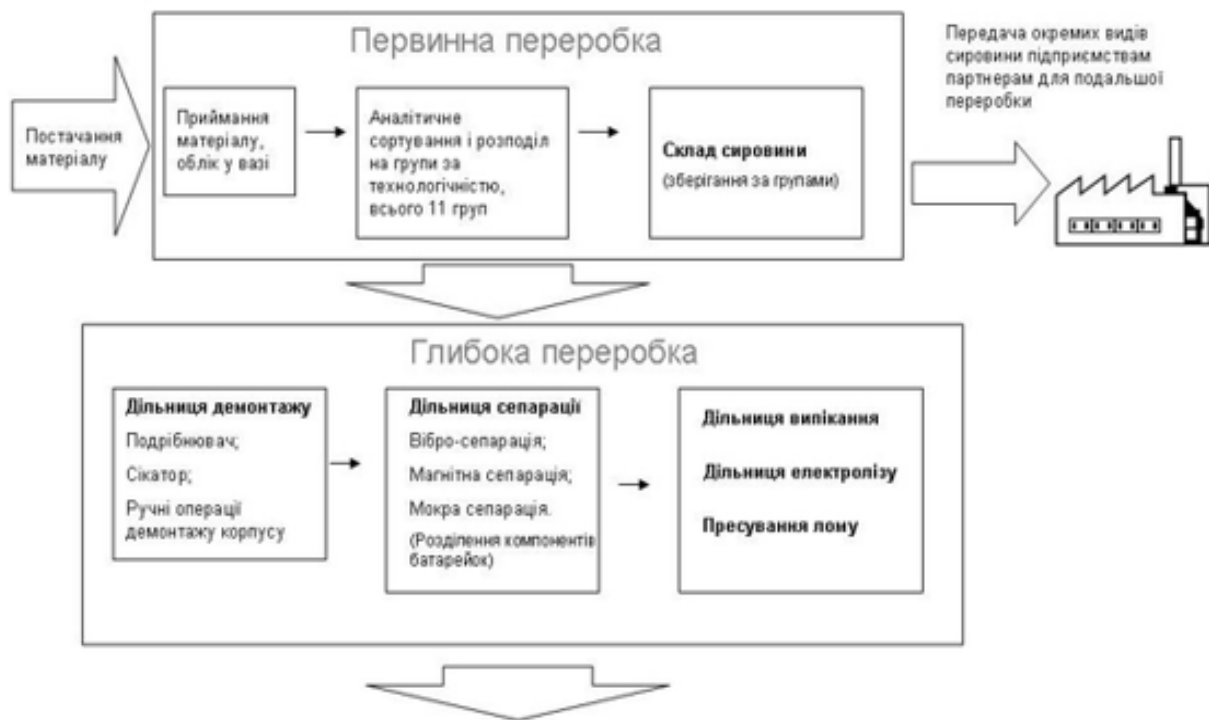 Первинна переробка
Постачання
матеріалу
Приймання
матеріалу,
облік у вазі
Аналітичне
сортування і розподіл
на групи за
технологічністю,
всього 11 груп
Склад сировини
(зберігання за групами)
Передача окремих видів
сировини підприємствам
партнерам для подальшої
переробки
Глибока переробка
Дільниця демонтажу
Подрібнювач;
Сікатор;
Ручні операції
демонтажу корпусу
Дільниця сепарації
Вібро-сепарація;
Магнітна сепарація;
Мокра сепарація.
(Розділення компонентів
батарейок)
Дільниця випікання
Дільниця електролізу
Пресування лому